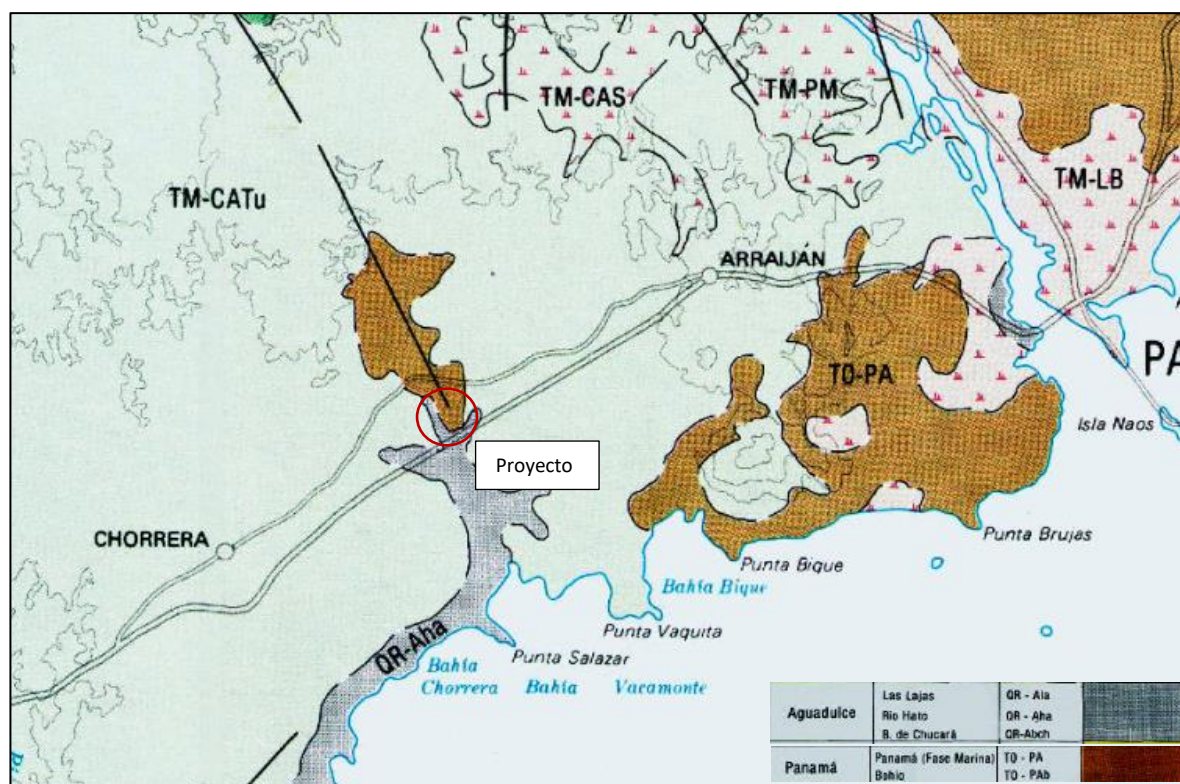 TM-CAS
TM-PM
TM-LB
TM-CATu
ARRAIJÁN
TO-PA
PA
Isla Naos
Proyecto
CHORRERA
Punta Brujas
Punta Bique
Bahía Bique
Punta Vaquita
QR-Aha
Punta Salazar
Bahía
Chorrera Bahía Vacamonte
Aguadulce Las Lajas QR - Ala
Rio Hato QR - Aha
B. de Chucará QR-Abch
Panamá Panamá (Fase Marina) TO - PA
Bahio TO - PAb